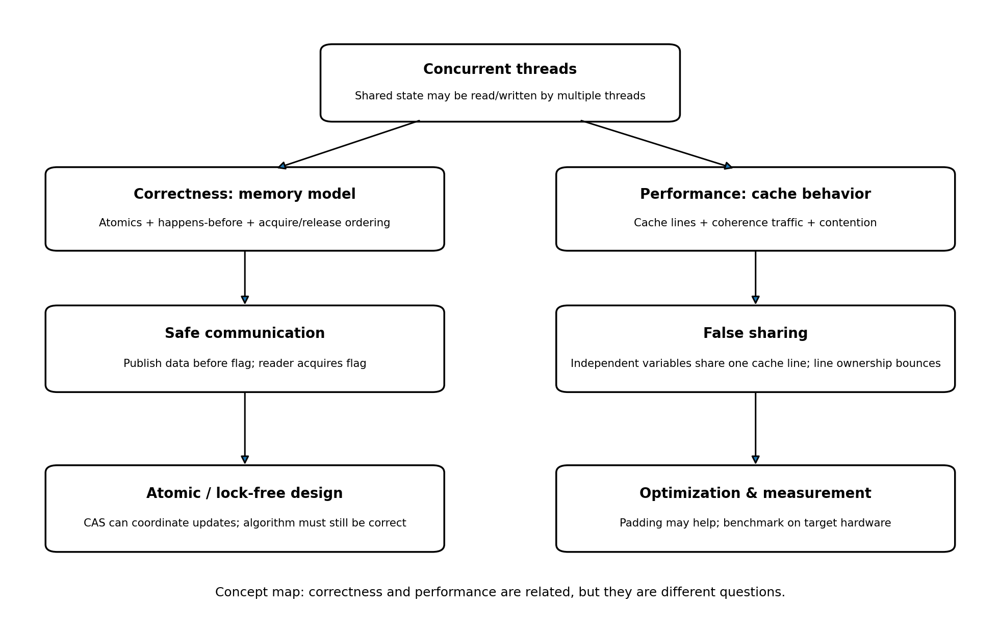 Concurrent threads
Shared state may be read/written by multiple threads
Correctness: memory model
Atomics + happens-before + acquire/release ordering
Performance: cache behavior
Cache lines + coherence traffic + contention
Safe communication
Publish data before flag; reader acquires flag
False sharing
Independent variables share one cache line; line ownership bounces
Atomic / lock-free design
CAS can coordinate updates; algorithm must still be correct
Optimization & measurement
Padding may help; benchmark on target hardware
Concept map: correctness and performance are related, but they are different questions.